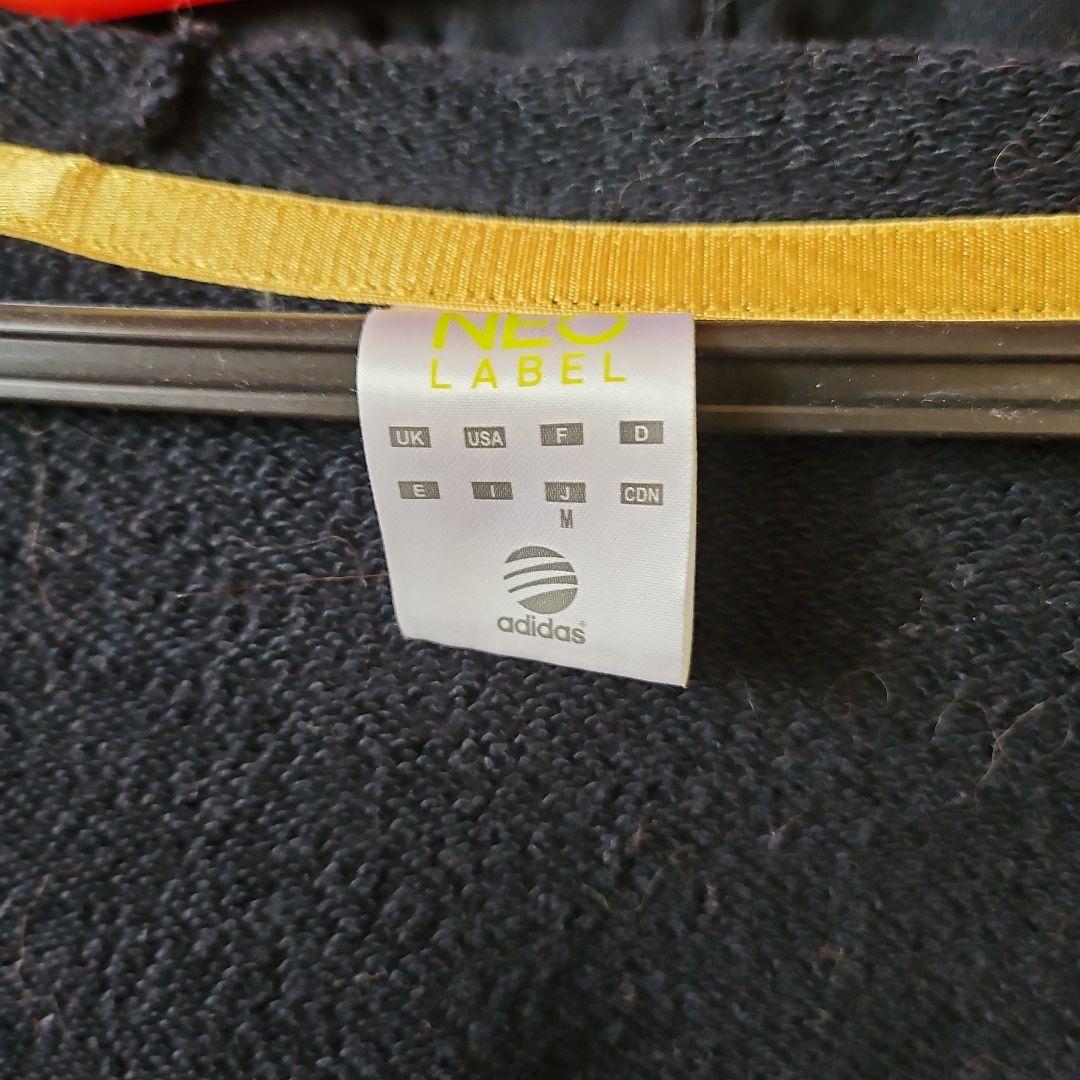 NEO
LABEL
UK USA F D
E I J CDN
M
adidas®